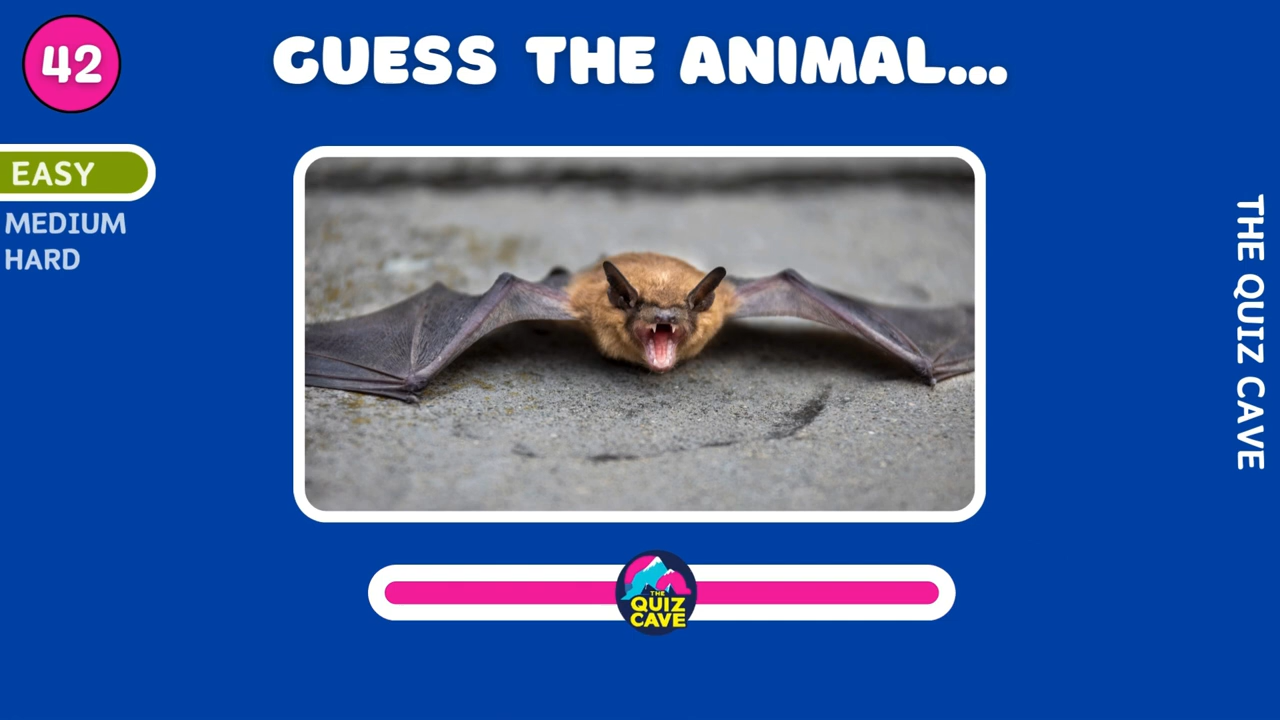 42
GUESS THE ANIMAL...
EASY
MEDIUM
HARD
THE QUIZ CAVE
THE
QUIZ
CAVE